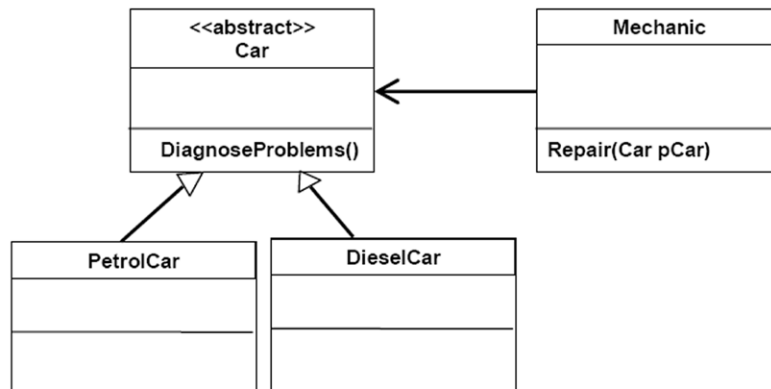 <<abstract>>
Car
DiagnoseProblems()
Mechanic
Repair(Car pCar)
PetrolCar
DieselCar